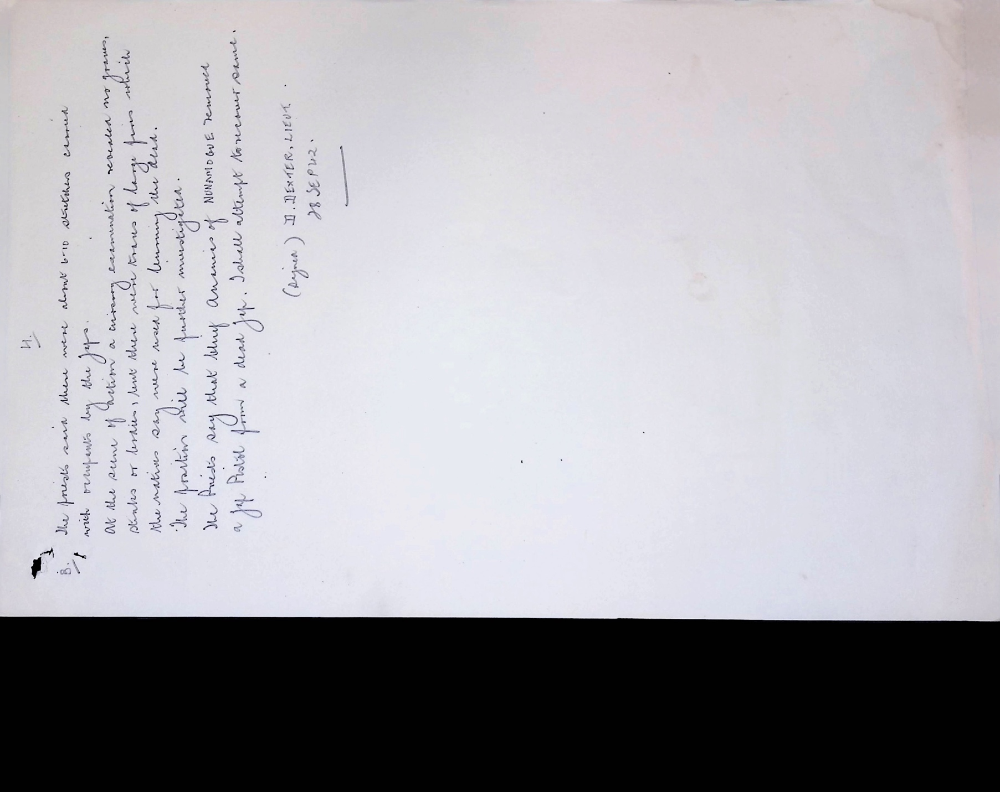 4.
B. The priests said there were about 6-10 stretchers carried
with occupants by the Japs.
At the scene of action a cursory examination revealed no graves,
stinks or bodies, but there were traces of large fires which
the natives say were used for burning the dead.
The position will be further investigated.
The Priests say that Chief Ananias of NUNAMOGUE removed
a Jap Pistol from a dead Jap. I shall attempt to recover same.
(Signed) D. DEXTER, LIEUT.
28 SEP 42.